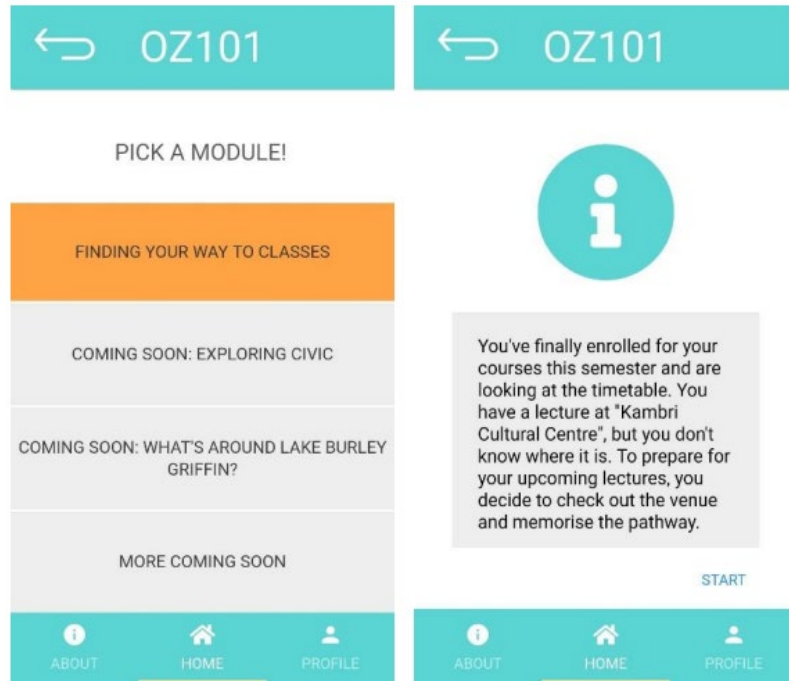 OZ101
PICK A MODULE!
FINDING YOUR WAY TO CLASSES
COMING SOON: EXPLORING CIVIC
COMING SOON: WHAT'S AROUND LAKE BURLEY
GRIFFIN?
MORE COMING SOON
ABOUT HOME PROFILE
OZ101
You've finally enrolled for your
courses this semester and are
looking at the timetable. You
have a lecture at "Kambri
Cultural Centre", but you don't
know where it is. To prepare for
your upcoming lectures, you
decide to check out the venue
and memorise the pathway.
START
ABOUT HOME PROFILE